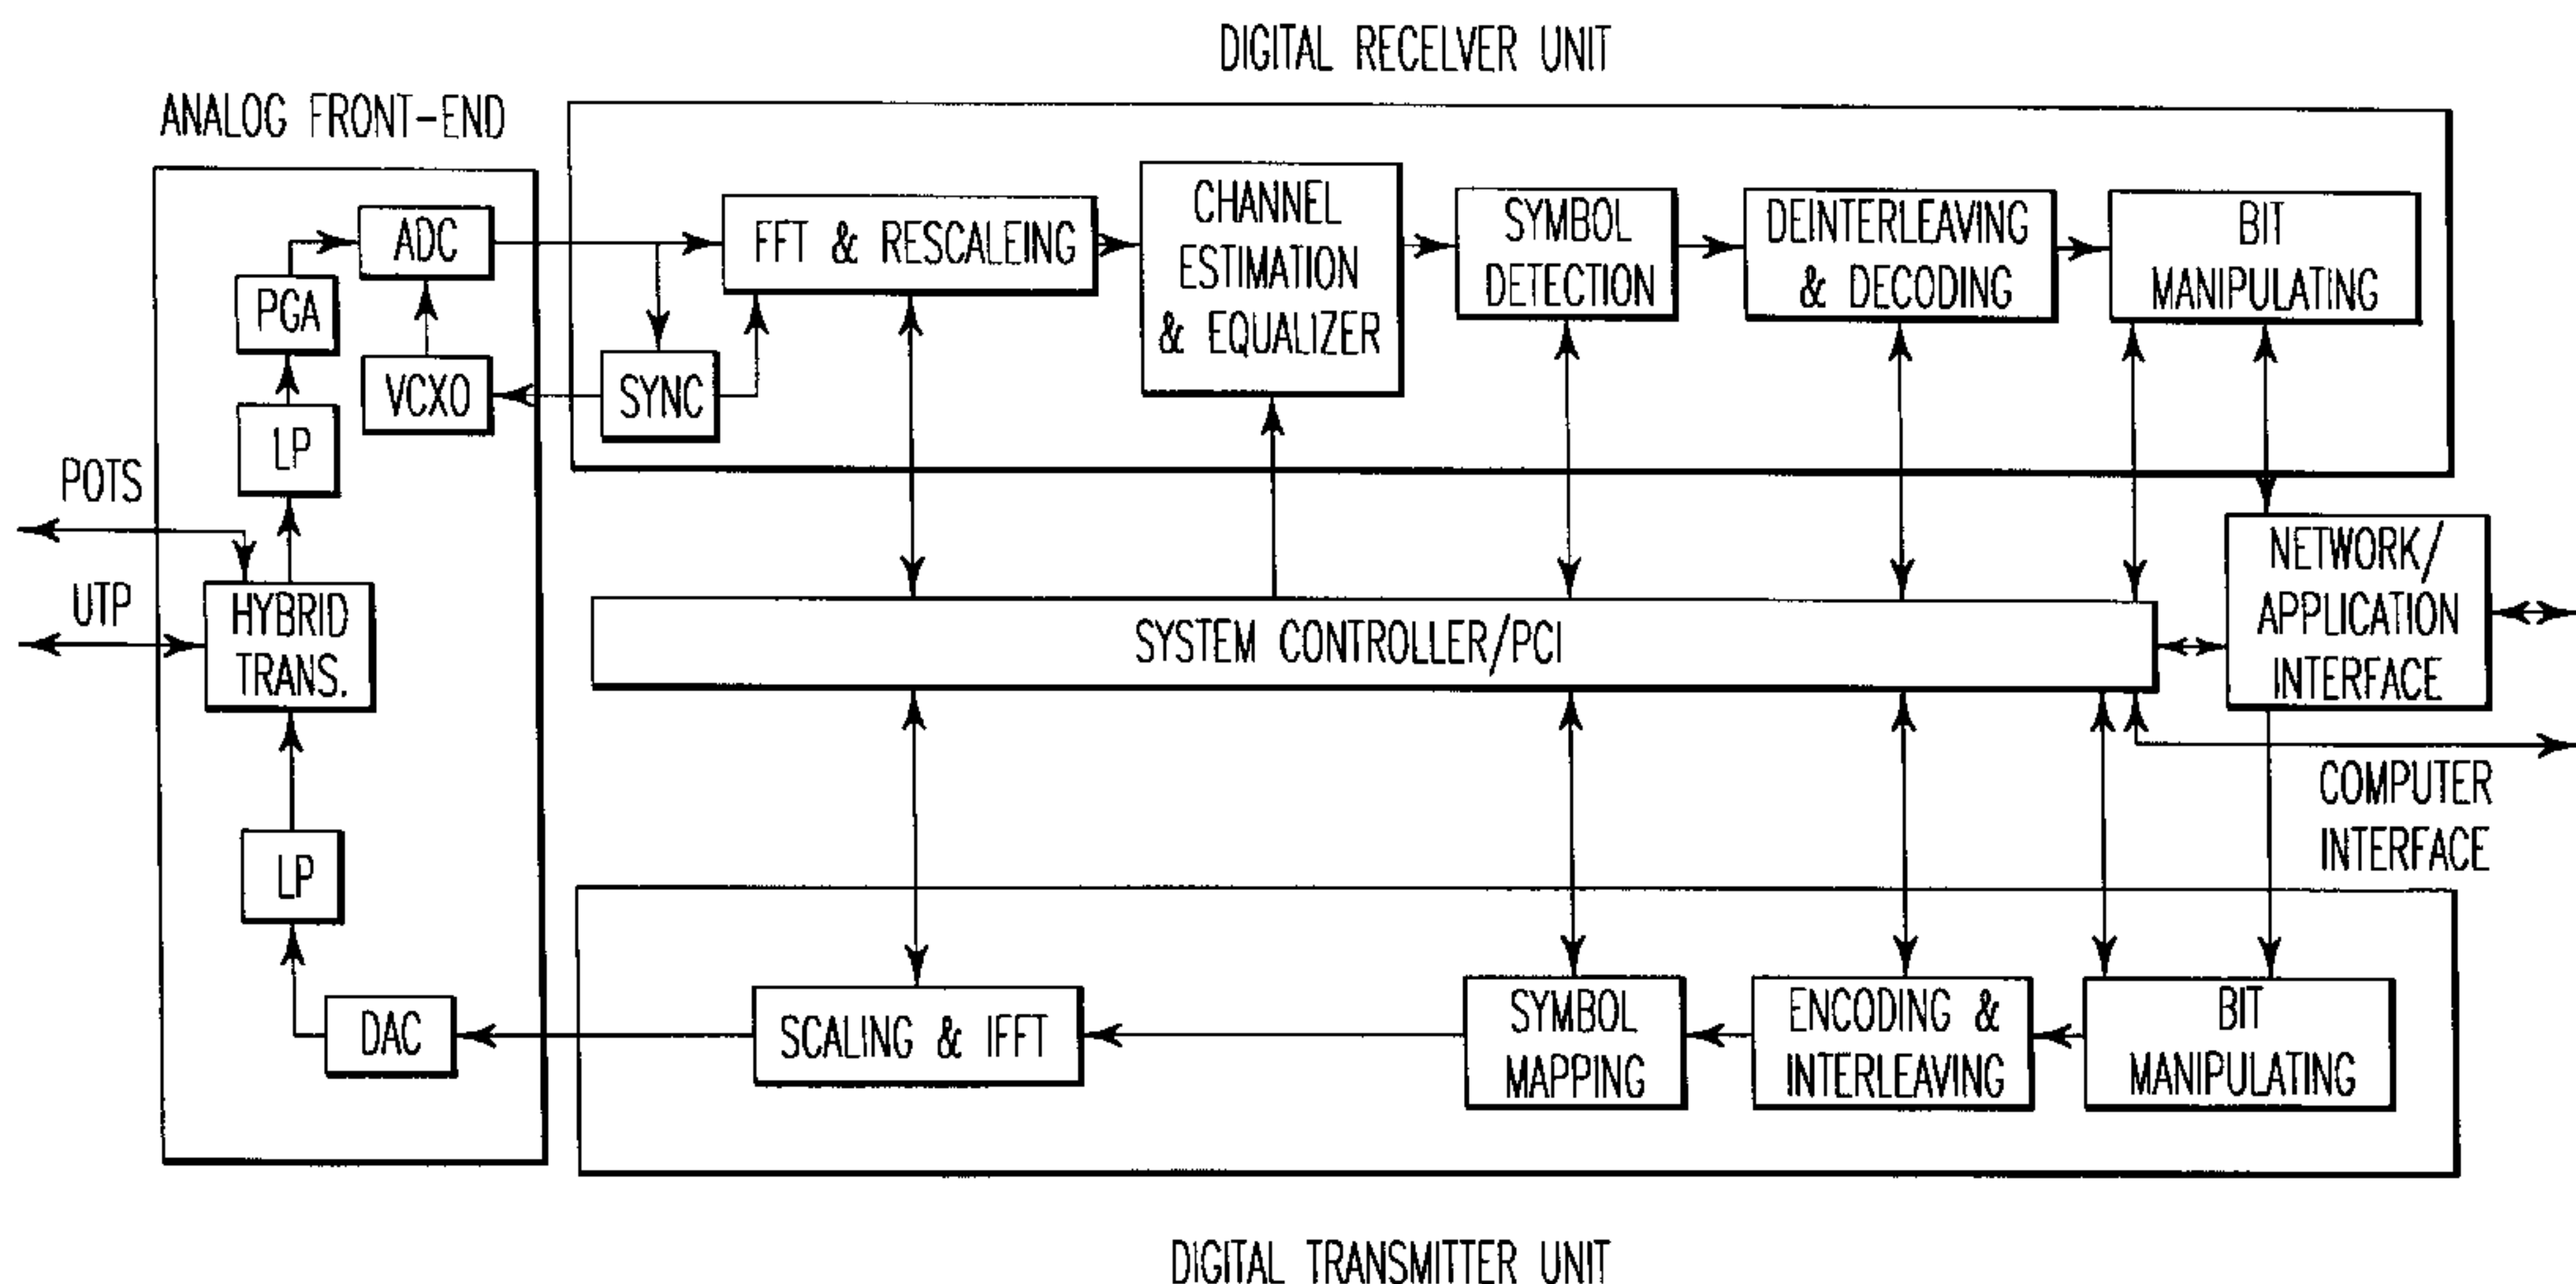 DIGITAL RECELVER UNIT
ANALOG FRONT-END
ADC
PGA
VCXO
LP
POTS
UTP
HYBRID
TRANS.
LP
DAC
FFT & RESCALEING
SYNC
CHANNEL
ESTIMATION
& EQUALIZER
SYMBOL
DETECTION
DEINTERLEAVING
& DECODING
BIT
MANIPULATING
SYSTEM CONTROLLER/PCI
NETWORK/
APPLICATION
INTERFACE
COMPUTER
INTERFACE
SCALING & IFFT
SYMBOL
MAPPING
ENCODING &
INTERLEAVING
BIT
MANIPULATING
DIGITAL TRANSMITTER UNIT